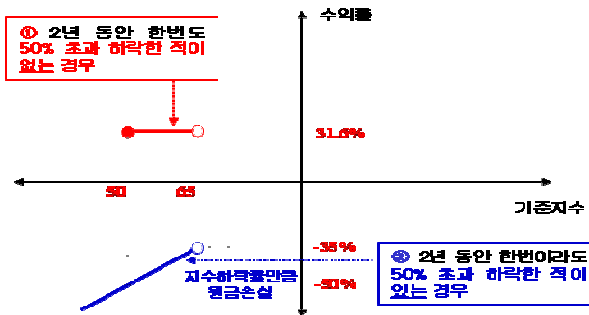 수익률
① 2년 동안 한번도
50% 초과 하락한 적이
없는 경우
31.6%
50 65
기준지수
-35%
지수하락률만큼
원금손실
-50%
② 2년 동안 한번이라도
50% 초과 하락한 적이
있는 경우